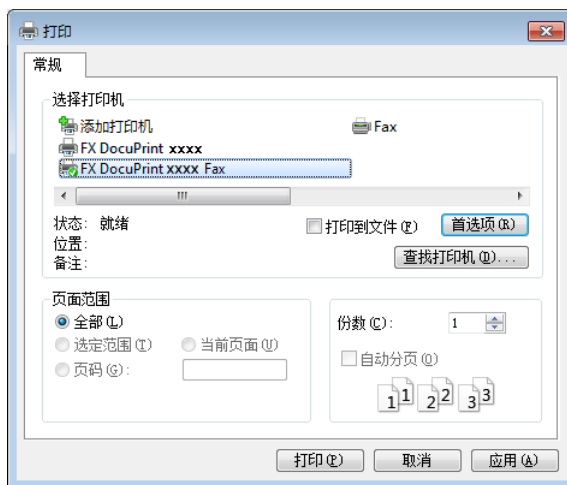 打印
常规
选择打印机
添加打印机 Fax
FX DocuPrint xxxx
FX DocuPrint xxxx Fax
状态: 就绪 打印到文件(F) 首选项(R)
位置:
备注: 查找打印机(D)...
页面范围
全部(L) 份数(C): 1
选定范围(T) 当前页面(U)
自动分页(O)
页码(G):
1 1 2 2 3 3
打印(P) 取消 应用(A)